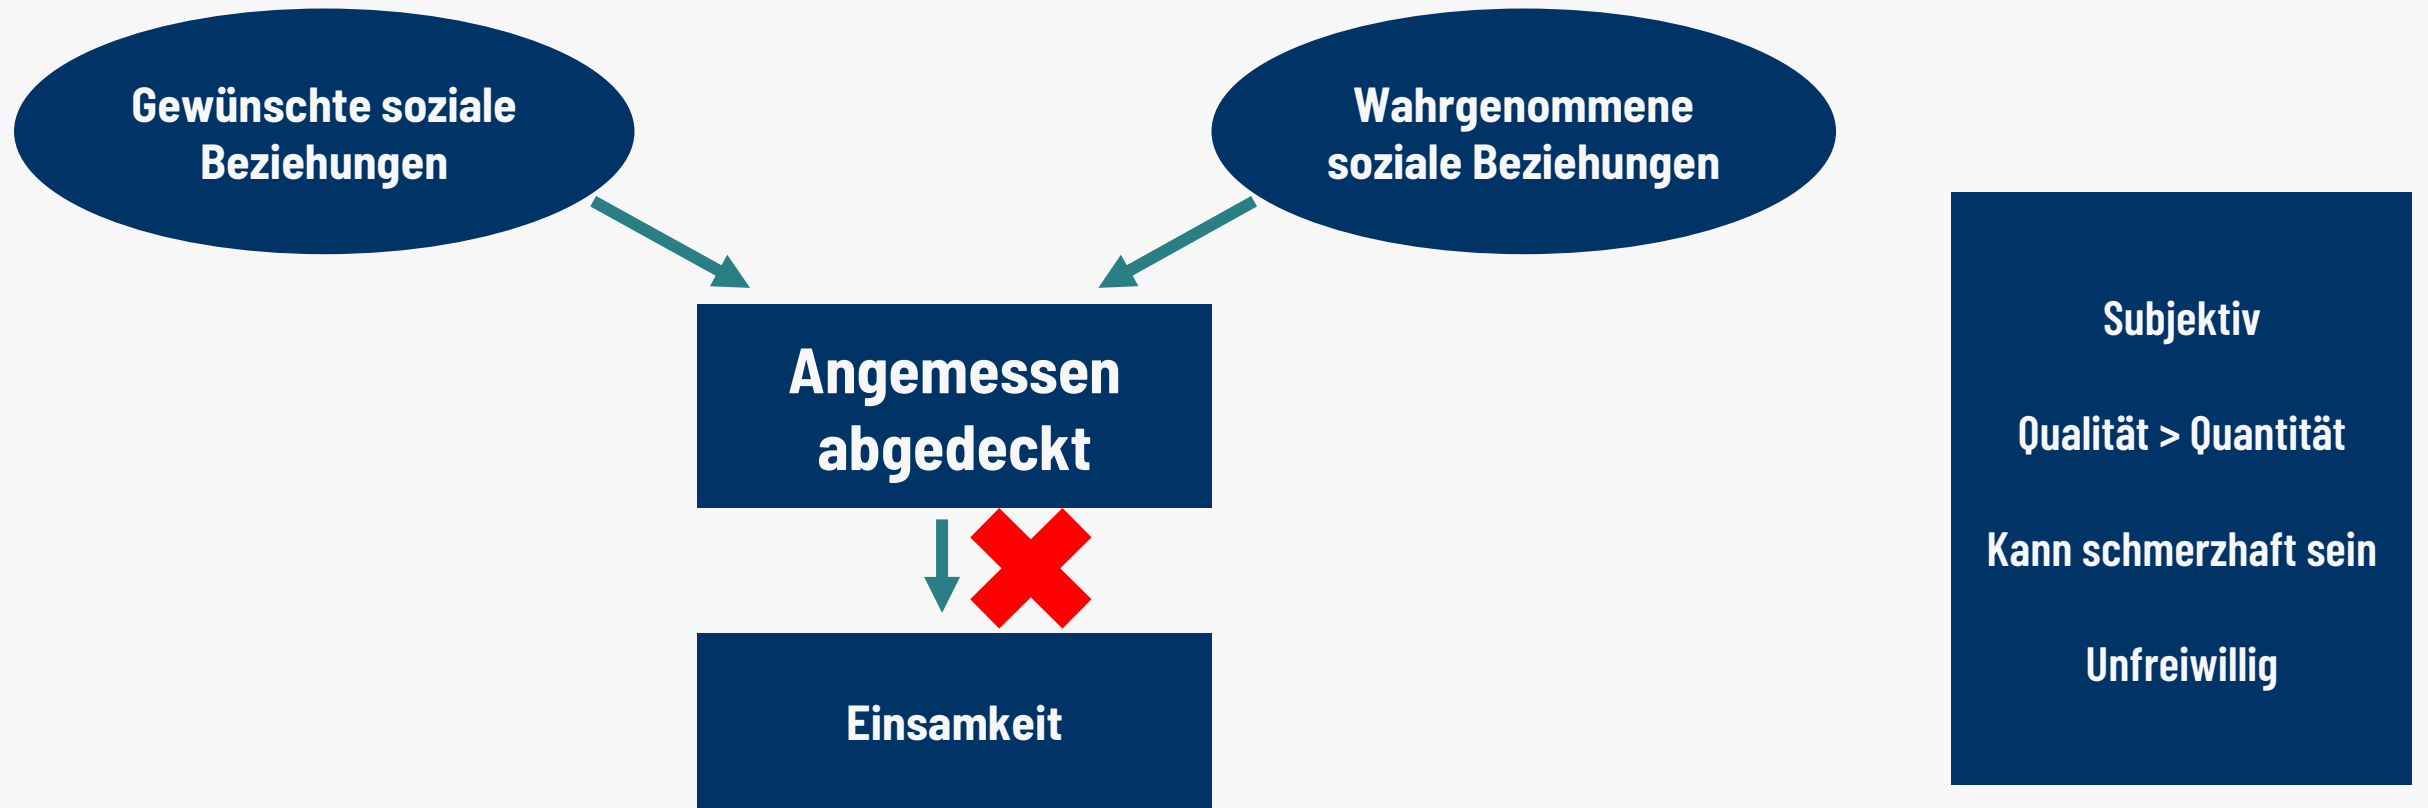 Gewünschte soziale
Beziehungen
Wahrgenommene
soziale Beziehungen
Angemessen
abgedeckt
Einsamkeit
Subjektiv
Qualität > Quantität
Kann schmerzhaft sein
Unfreiwillig